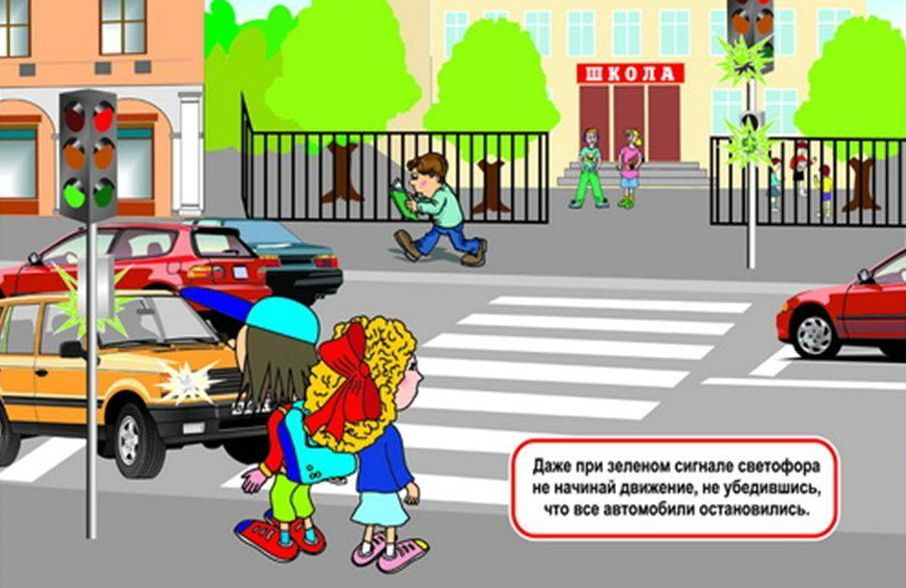 ШКОЛА
Даже при зеленом сигнале светофора
не начинай движение, не убедившись,
что все автомобили остановились.